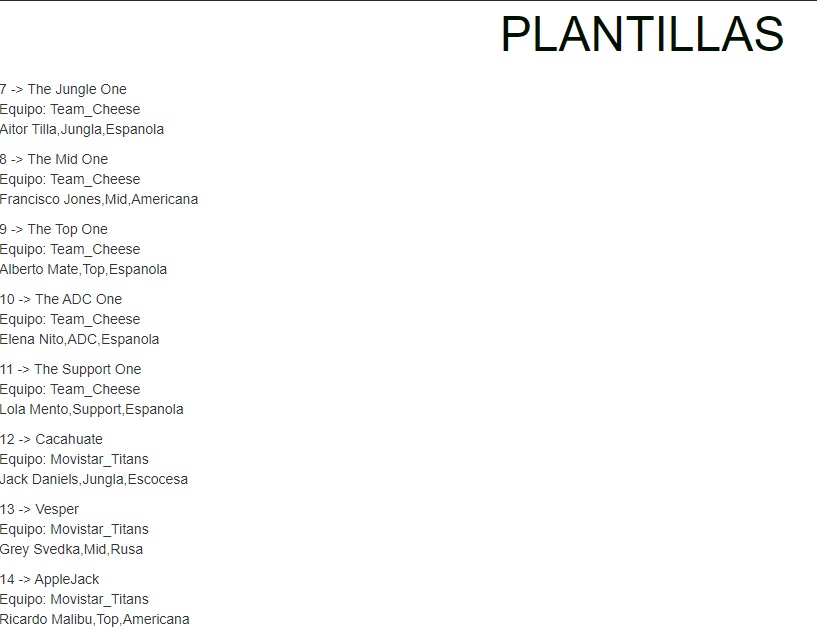 PLANTILLAS
7 -> The Jungle One
Equipo: Team_Cheese
Aitor Tilla,Jungla,Espanola
8 -> The Mid One
Equipo: Team_Cheese
Francisco Jones,Mid,Americana
9 -> The Top One
Equipo: Team_Cheese
Alberto Mate,Top,Espanola
10 -> The ADC One
Equipo: Team_Cheese
Elena Nito,ADC,Espanola
11 -> The Support One
Equipo: Team_Cheese
Lola Mento,Support,Espanola
12 -> Cacahuate
Equipo: Movistar_Titans
Jack Daniels,Jungla,Escocesa
13 -> Vesper
Equipo: Movistar_Titans
Grey Svedka,Mid,Rusa
14 -> AppleJack
Equipo: Movistar_Titans
Ricardo Malibu,Top,Americana